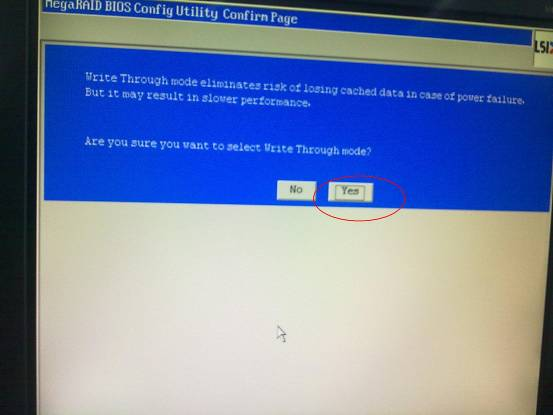 MegaRAID BIOS Config Utility Confirm Page
LSI
Write Through mode eliminates risk of losing cached data in case of power failure.
But it may result in slower performance.
Are you sure you want to select Write Through mode?
No Yes